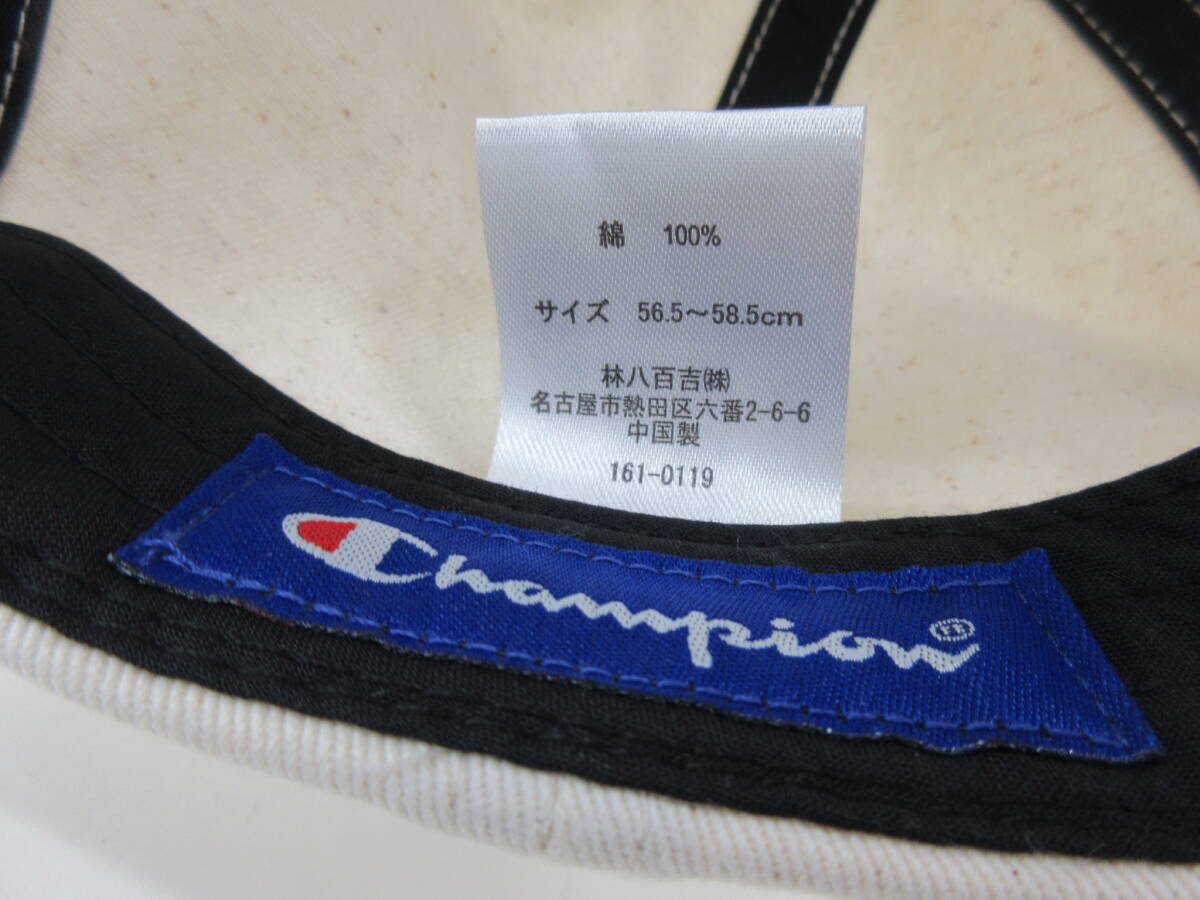 綿 100%
サイズ 56.5～58.5cm
林八百吉㈱
名古屋市熱田区六番2-6-6
中国製
161-0119
Champion®